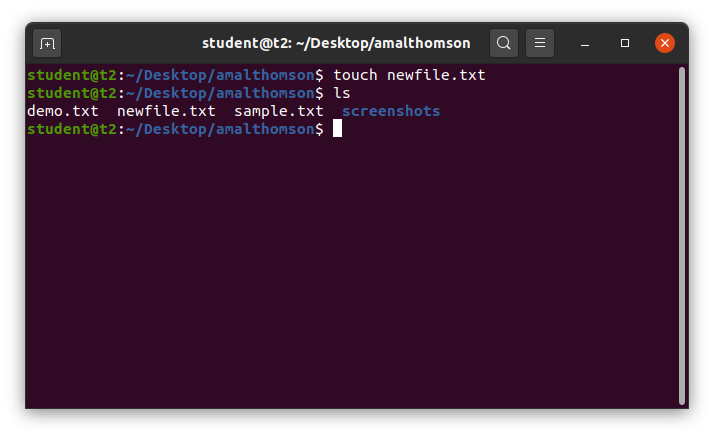 student@t2: ~/Desktop/amalthomson
student@t2:~/Desktop/amalthomson$ touch newfile.txt
student@t2:~/Desktop/amalthomson$ ls
demo.txt  newfile.txt  sample.txt  screenshots
student@t2:~/Desktop/amalthomson$